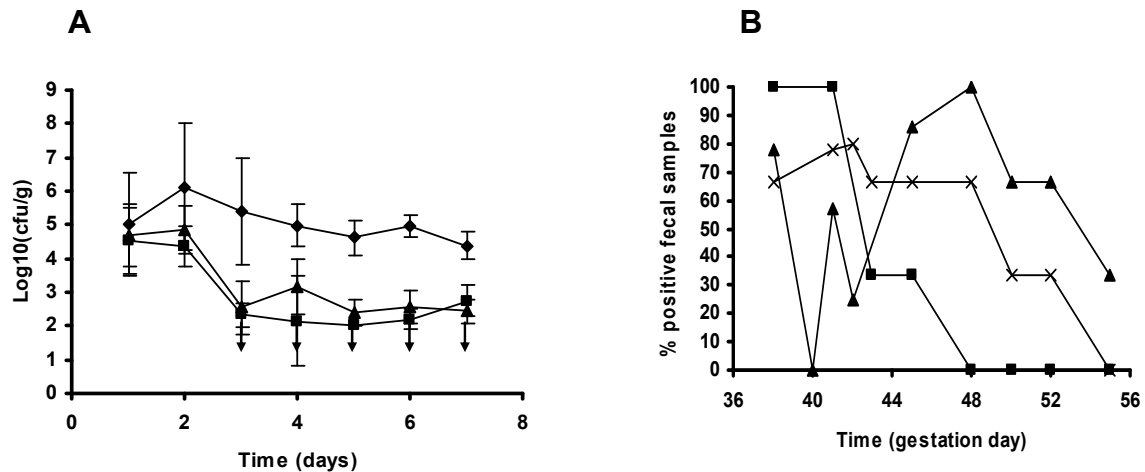 A
B
9
8
7
6
5
4
3
2
1
0
Log10(cfu/g)
0 2 4 6 8
Time (days)
100
90
80
70
60
50
40
30
20
10
0
% positive fecal samples
36 40 44 48 52 56
Time (gestation day)